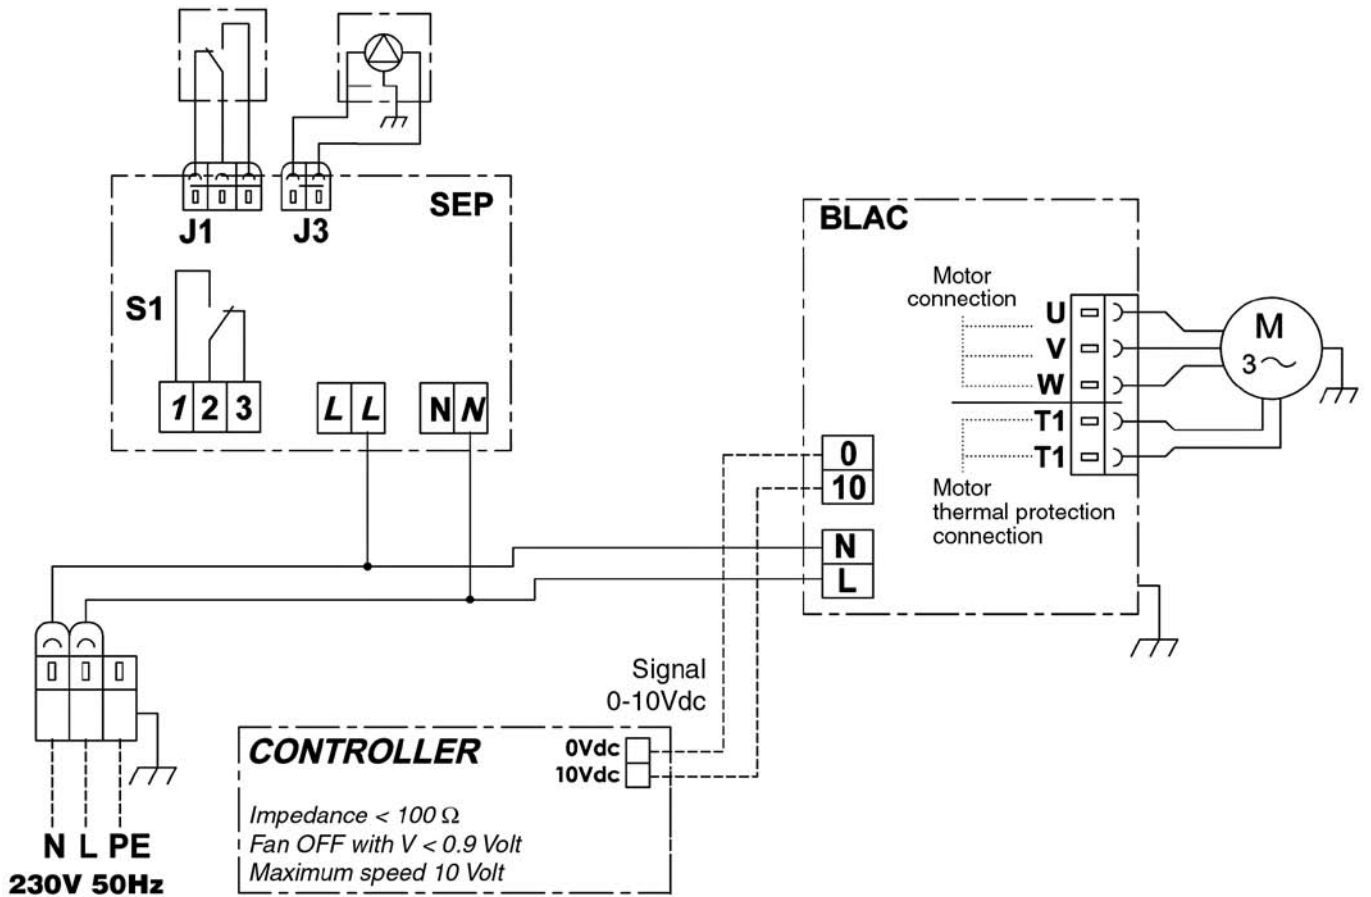 SEP
J1
J3
S1
1 2 3
L L
N N
BLAC
Motor
connection
U
V
W
T1
T1
M
3~
0
10
Motor
thermal protection
connection
N
L
Signal
0-10Vdc
CONTROLLER
0Vdc
10Vdc
Impedance < 100 Ω
Fan OFF with V < 0.9 Volt
Maximum speed 10 Volt
N L PE
230V 50Hz